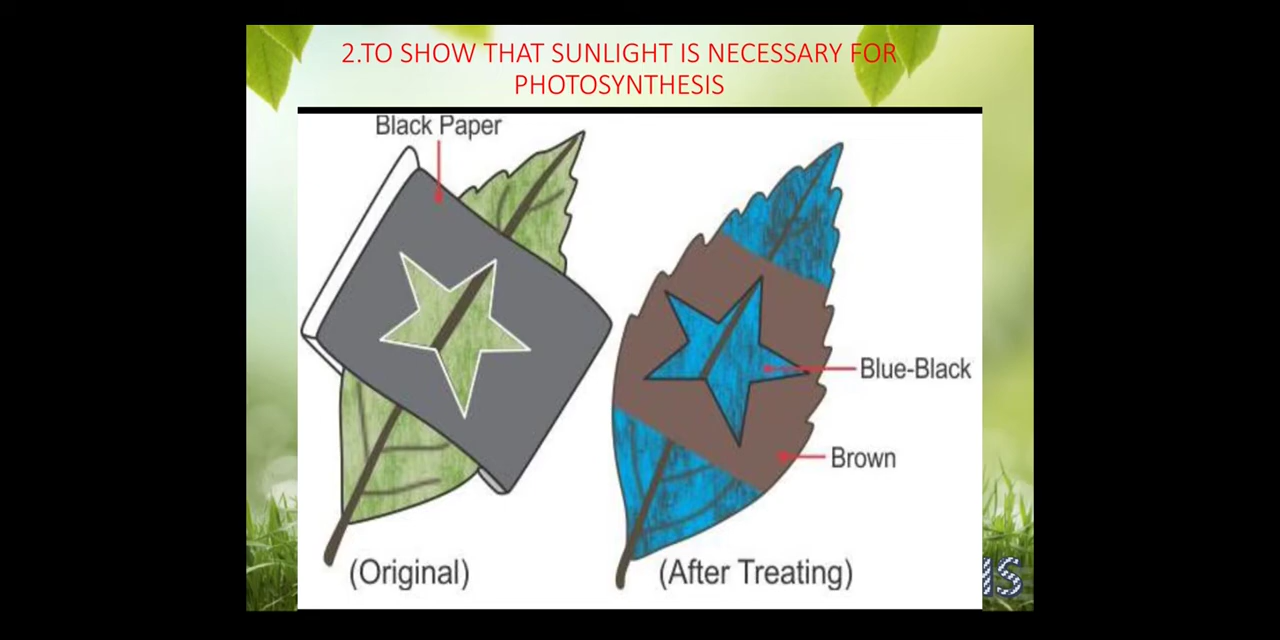 2.TO SHOW THAT SUNLIGHT IS NECESSARY FOR
PHOTOSYNTHESIS
Black Paper
Blue-Black
Brown
(Original)
(After Treating)